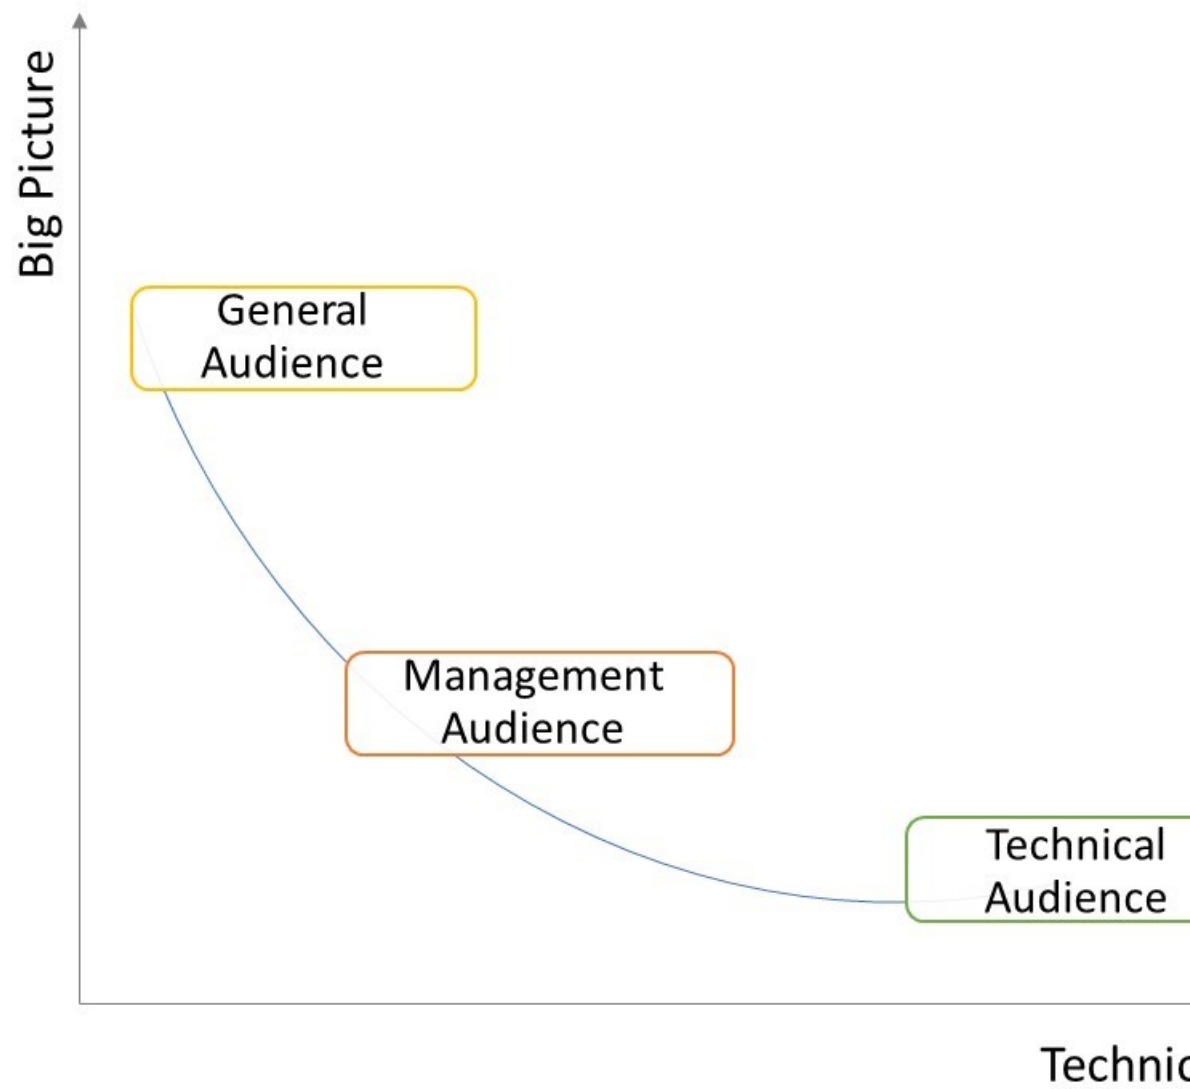 Big Picture
General
Audience
Management
Audience
Technical
Audience